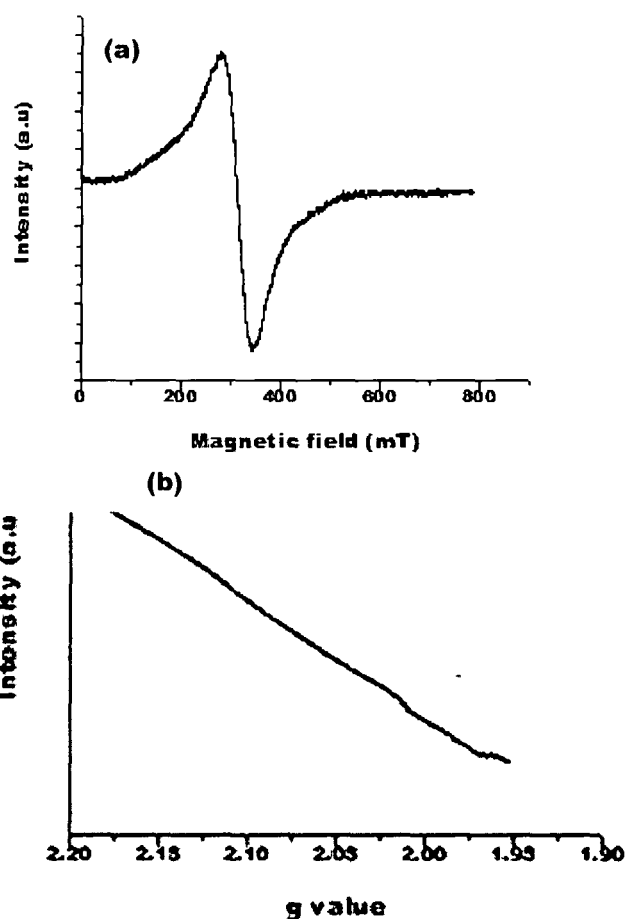 (a)
Intensity (a.u)
0 200 400 600 800
Magnetic field (mT)
(b)
Intensity (a.u
2.20 2.15 2.10 2.05 2.00 1.95 1.90
g value